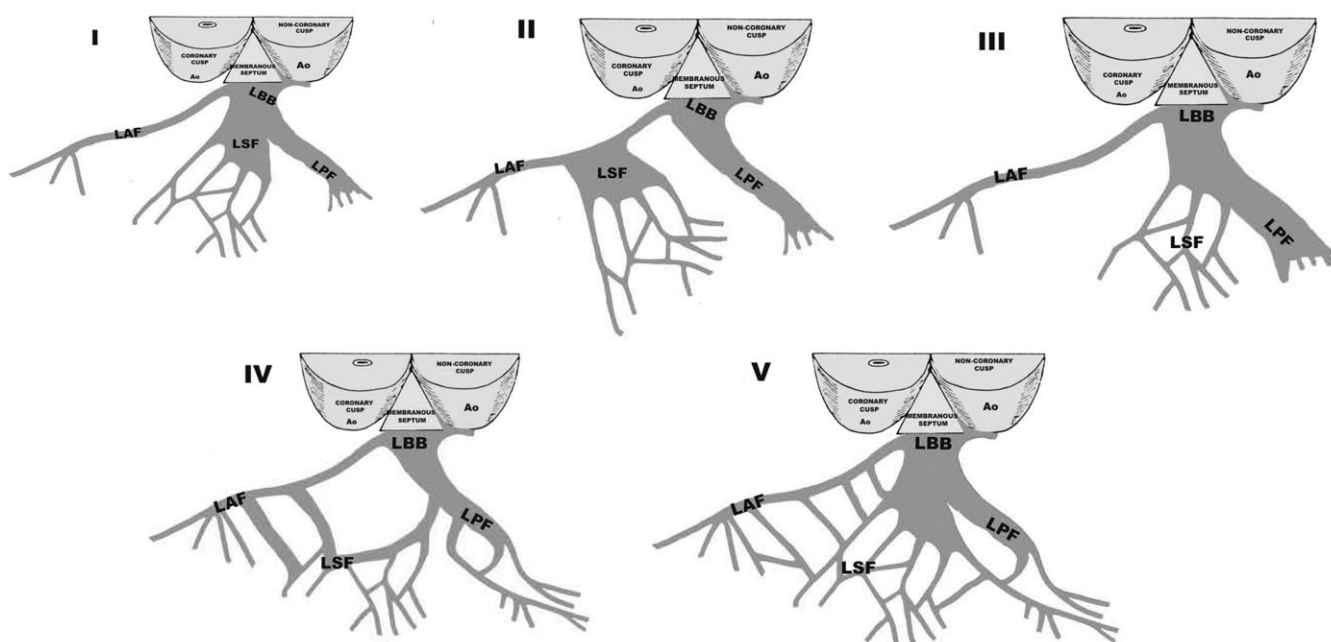 I
NON-CORONARY
CUSP
CORONARY
CUSP
Ao
MEMBRANOUS
SEPTUM
Ao
LBB
LAF
LSF
LPF
II
NON-CORONARY
CUSP
CORONARY
CUSP
Ao
MEMBRANOUS
SEPTUM
Ao
LBB
LAF
LSF
LPF
III
NON-CORONARY
CUSP
CORONARY
CUSP
Ao
MEMBRANOUS
SEPTUM
Ao
LBB
LAF
LSF
LPF
IV
NON-CORONARY
CUSP
CORONARY
CUSP
Ao
MEMBRANOUS
SEPTUM
Ao
LBB
LAF
LSF
LPF
V
NON-CORONARY
CUSP
CORONARY
CUSP
Ao
MEMBRANOUS
SEPTUM
Ao
LBB
LAF
LSF
LPF